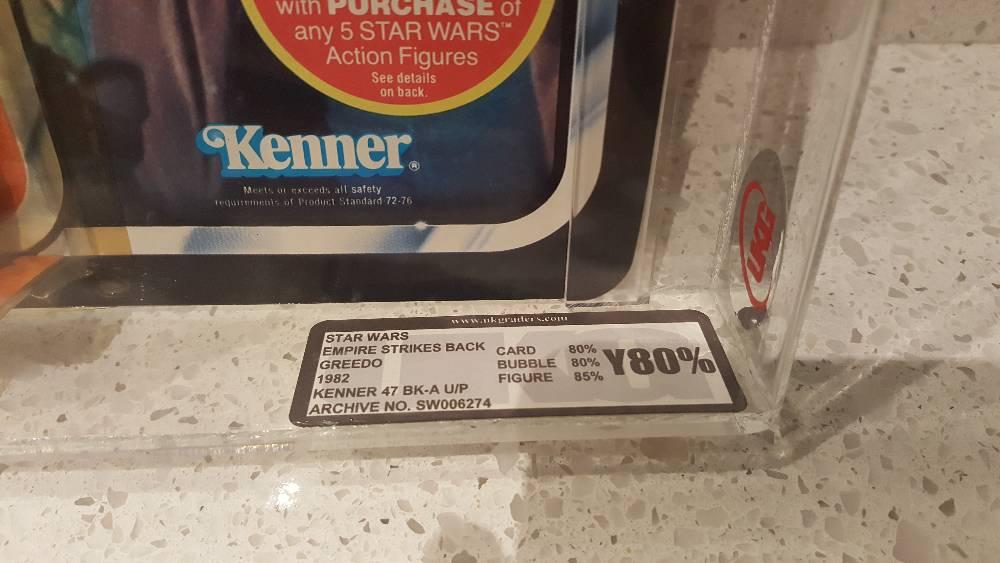 with PURCHASE of
any 5 STAR WARS™
Action Figures
See details
on back.
Kenner®
Meets or exceeds all safety
requirements of Product Standard 72-76
UKG
www.ukgraders.com
STAR WARS
EMPIRE STRIKES BACK
GREEDO
1982
KENNER 47 BK-A U/P
ARCHIVE NO. SW006274
CARD 80%
BUBBLE 80%
FIGURE 85%
Y80%